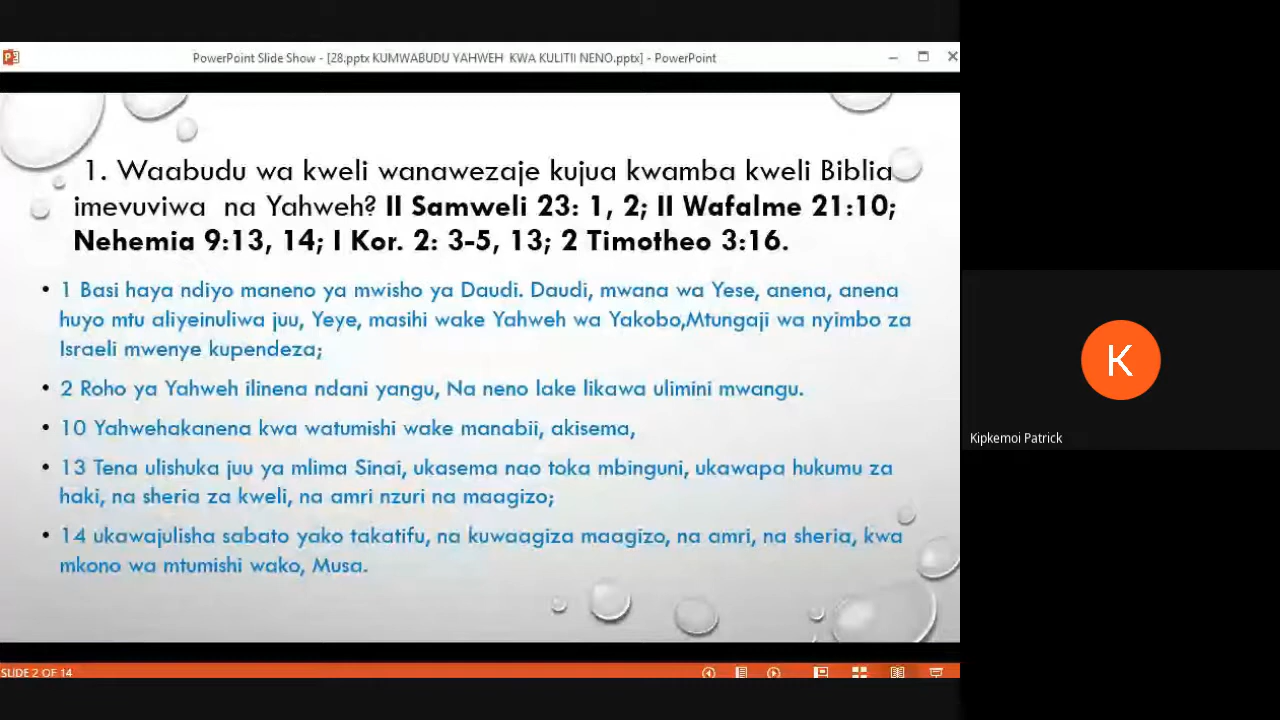 PowerPoint Slide Show - [28.pptx KUMWABUDU YAHWEH KWA KULITII NENO.pptx] - PowerPoint
1. Waabudu wa kweli wanawezaje kujua kwamba kweli Biblia
imevuviwa na Yahweh? II Samweli 23: 1, 2; II Wafalme 21:10;
Nehemia 9:13, 14; I Kor. 2: 3-5, 13; 2 Timotheo 3:16.
• 1 Basi haya ndiyo maneno ya mwisho ya Daudi. Daudi, mwana wa Yese, anena, anena
huyo mtu aliyeinuliwa juu, Yeye, masihi wake Yahweh wa Yakobo,Mtungaji wa nyimbo za
Israeli mwenye kupendeza;
• 2 Roho ya Yahweh ilinena ndani yangu, Na neno lake likawa ulimini mwangu.
• 10 Yahwehakanena kwa watumishi wake manabii, akisema,
• 13 Tena ulishuka juu ya mlima Sinai, ukasema nao toka mbinguni, ukawapa hukumu za
haki, na sheria za kweli, na amri nzuri na maagizo;
• 14 ukawajulisha sabato yako takatifu, na kuwaagiza maagizo, na amri, na sheria, kwa
mkono wa mtumishi wako, Musa.
SLIDE 2 OF 14
K
Kipkemoi Patrick